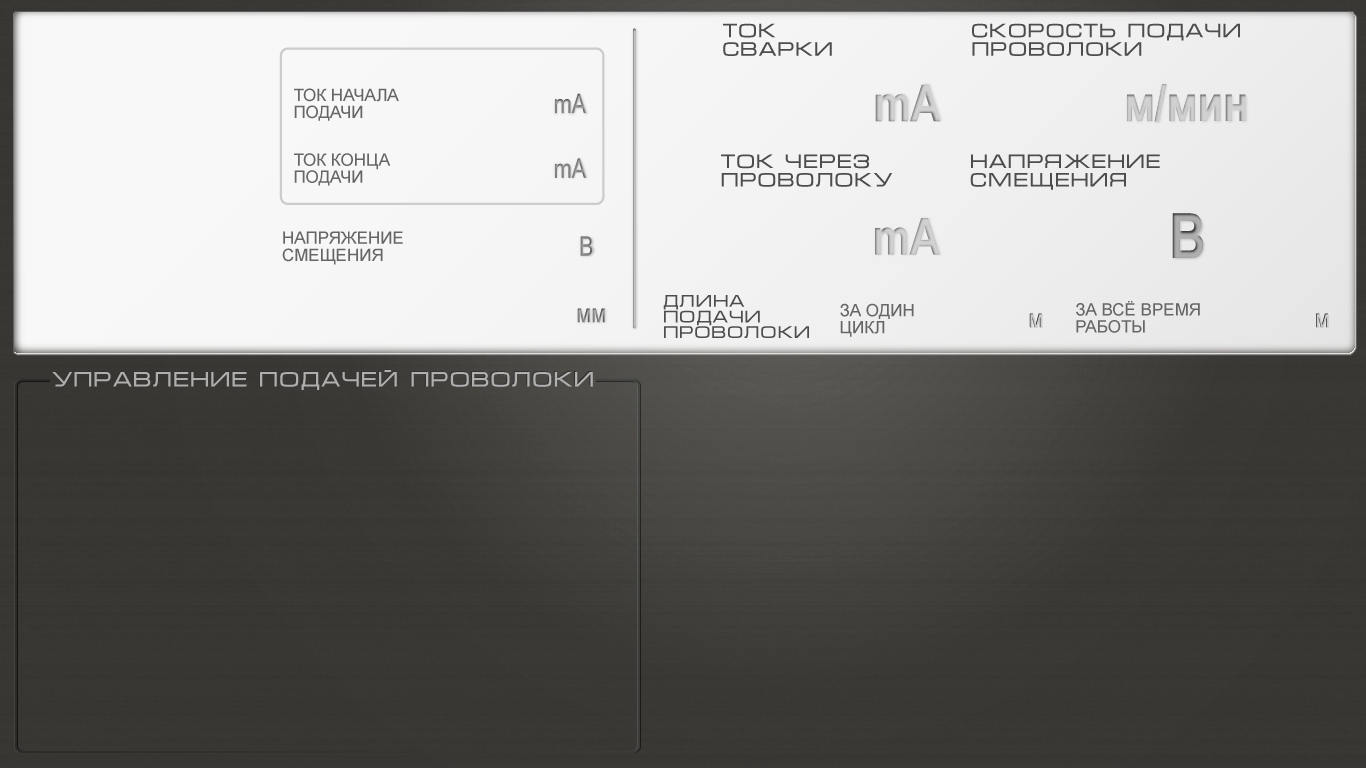 ТОК НАЧАЛА
ПОДАЧИ
mA
ТОК КОНЦА
ПОДАЧИ
mA
НАПРЯЖЕНИЕ
СМЕЩЕНИЯ
В
мм
ТОК
СВАРКИ
mA
СКОРОСТЬ ПОДАЧИ
ПРОВОЛОКИ
м/мин
ТОК ЧЕРЕЗ
ПРОВОЛОКУ
mA
НАПРЯЖЕНИЕ
СМЕЩЕНИЯ
В
ДЛИНА
ПОДАЧИ
ПРОВОЛОКИ
ЗА ОДИН
ЦИКЛ
М
ЗА ВСЁ ВРЕМЯ
РАБОТЫ
М
УПРАВЛЕНИЕ ПОДАЧЕЙ ПРОВОЛОКИ